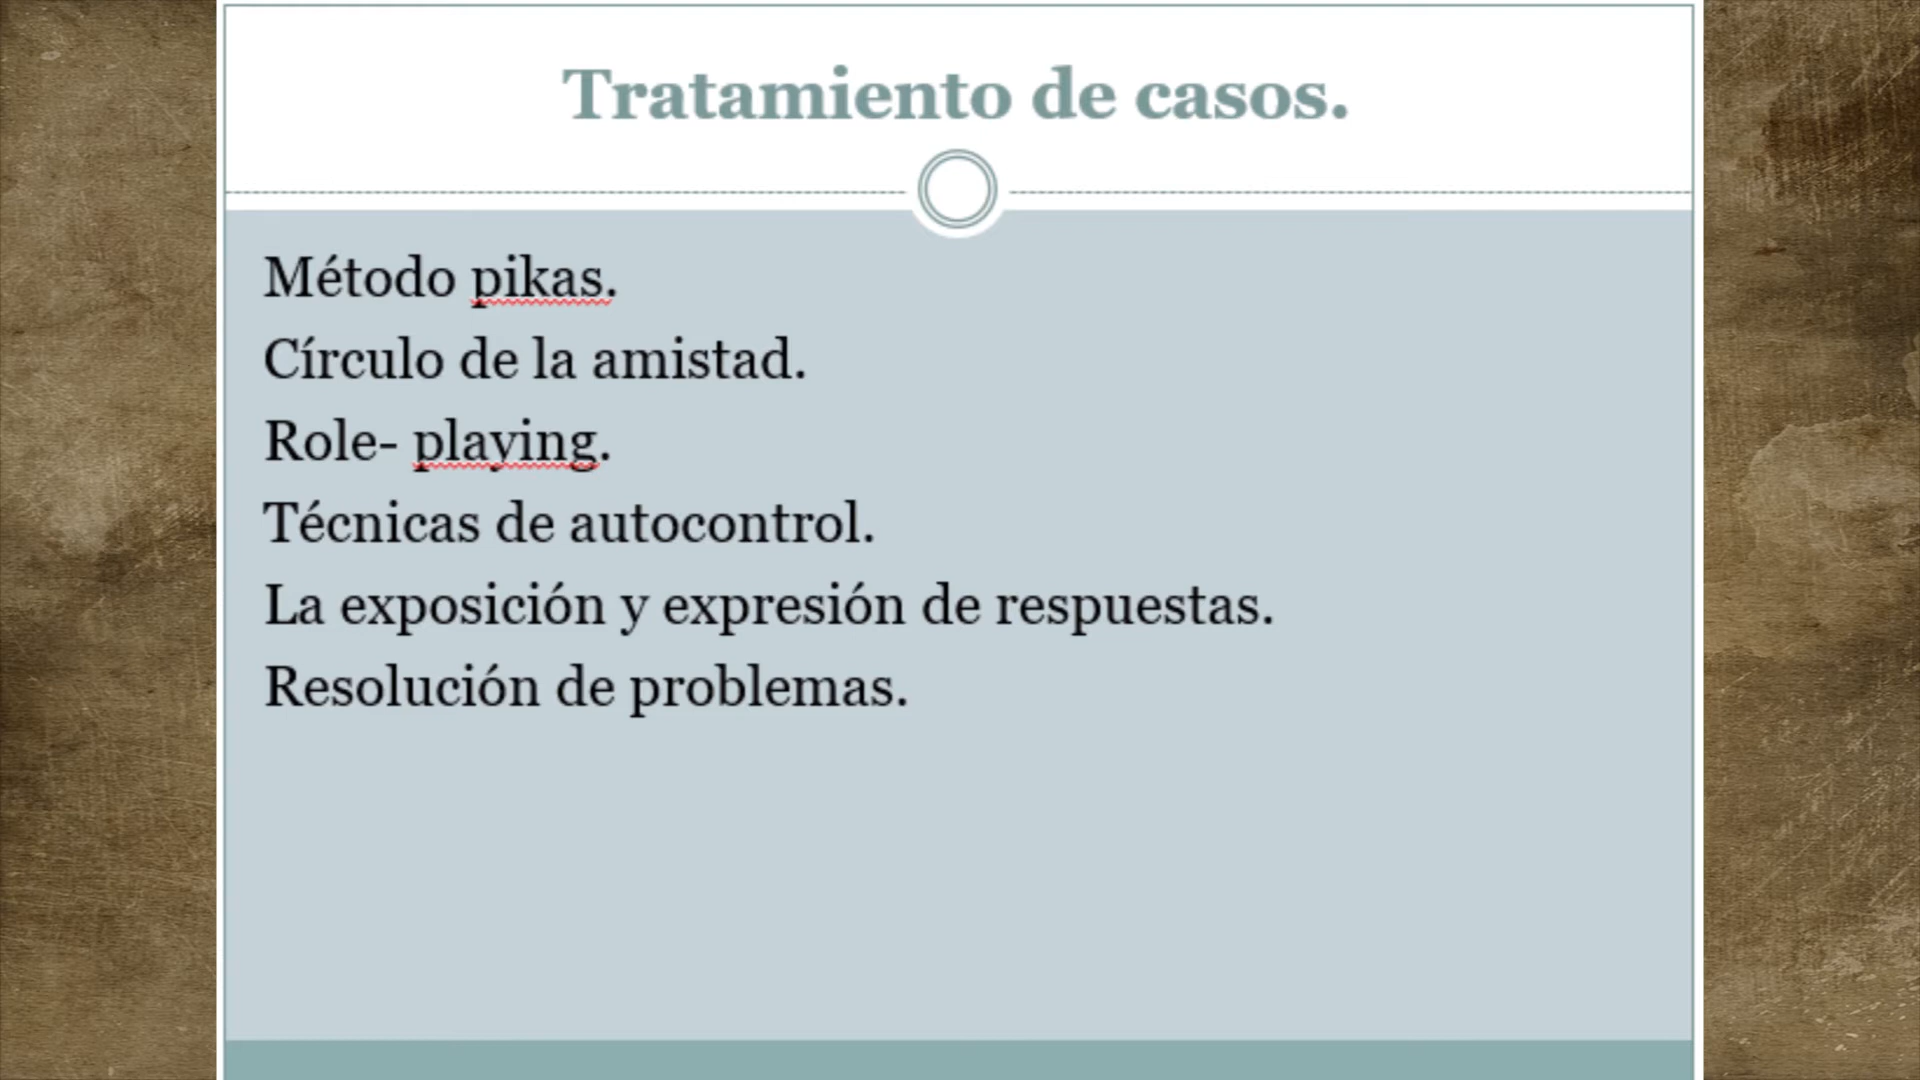 Tratamiento de casos.
Método pikas.
Círculo de la amistad.
Role- playing.
Técnicas de autocontrol.
La exposición y expresión de respuestas.
Resolución de problemas.